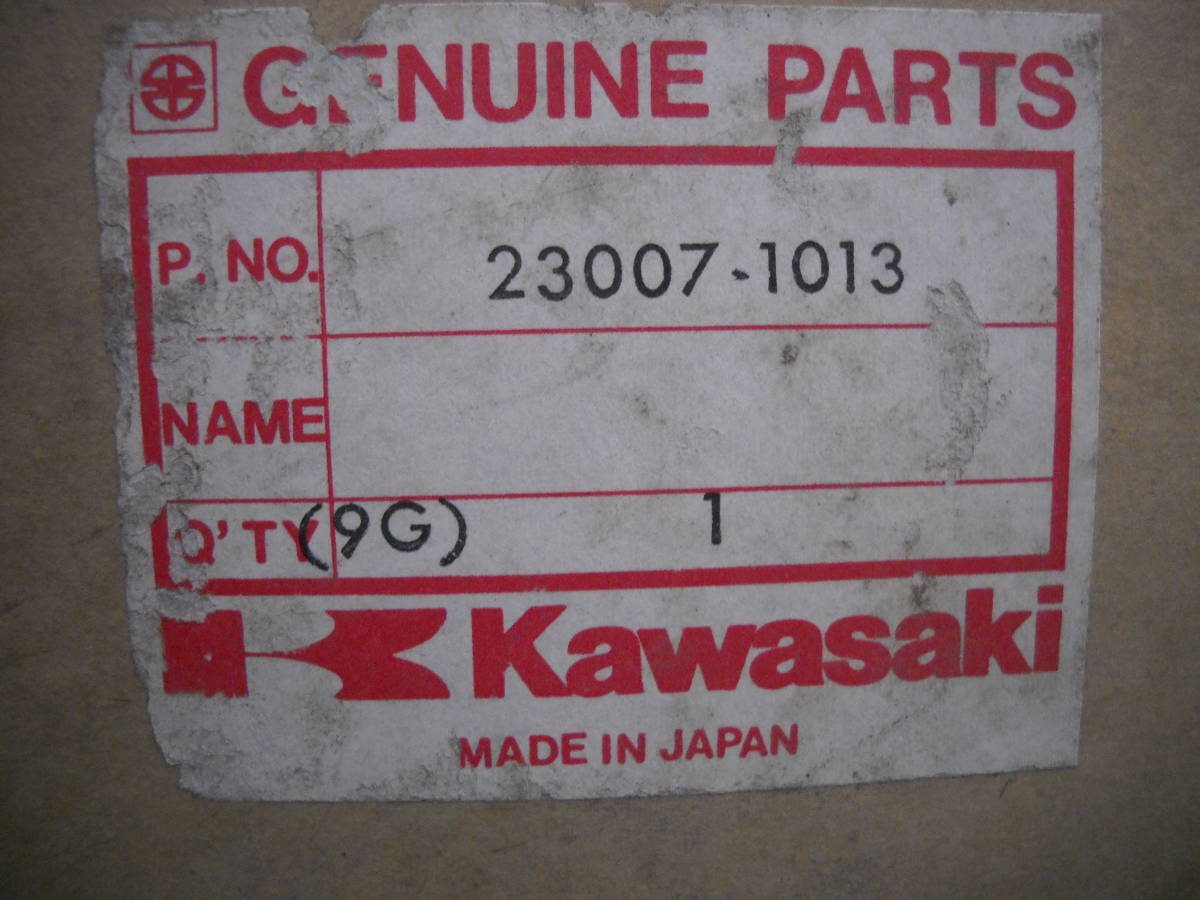 GENUINE PARTS
P. NO. 23007-1013
NAME
Q'TY (9G) 1
Kawasaki
MADE IN JAPAN